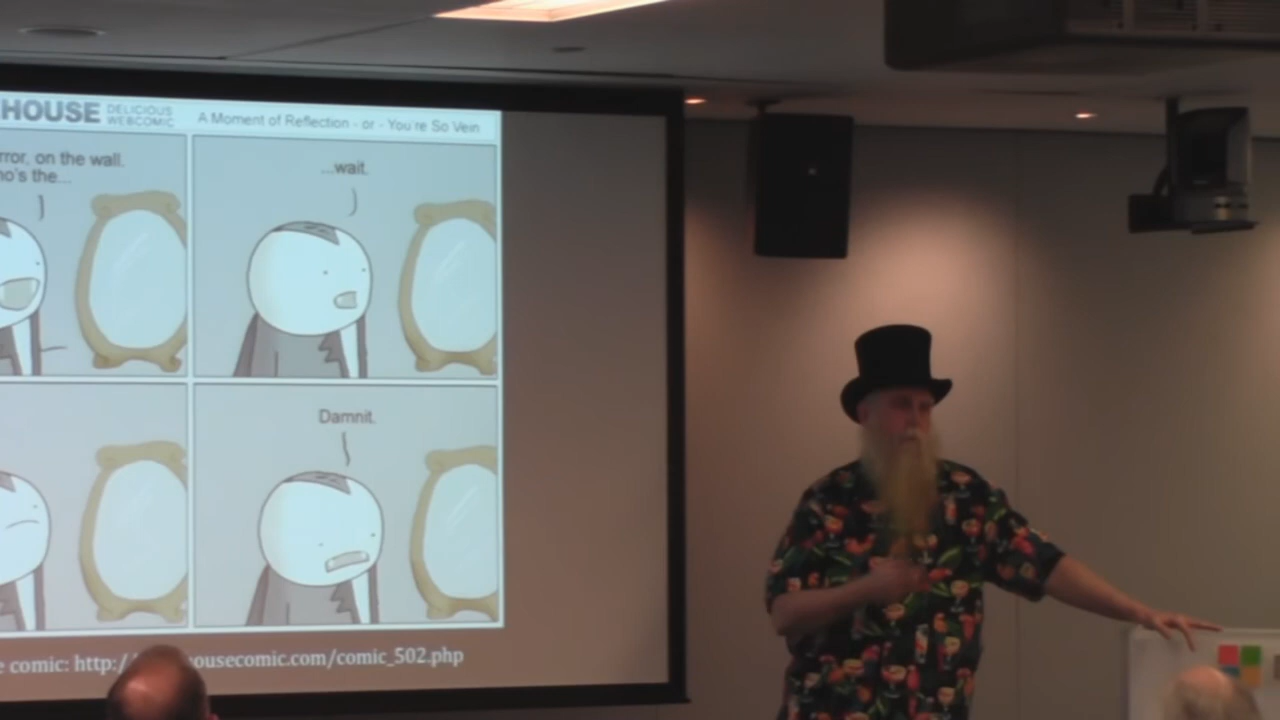 HOUSE DELICIOUS
WEBCOMIC
A Moment of Reflection - or - You're So Vein
rror, on the wall.
ho's the...
...wait.
Damnit.
e comic: http:// ousecomic.com/comic_502.php